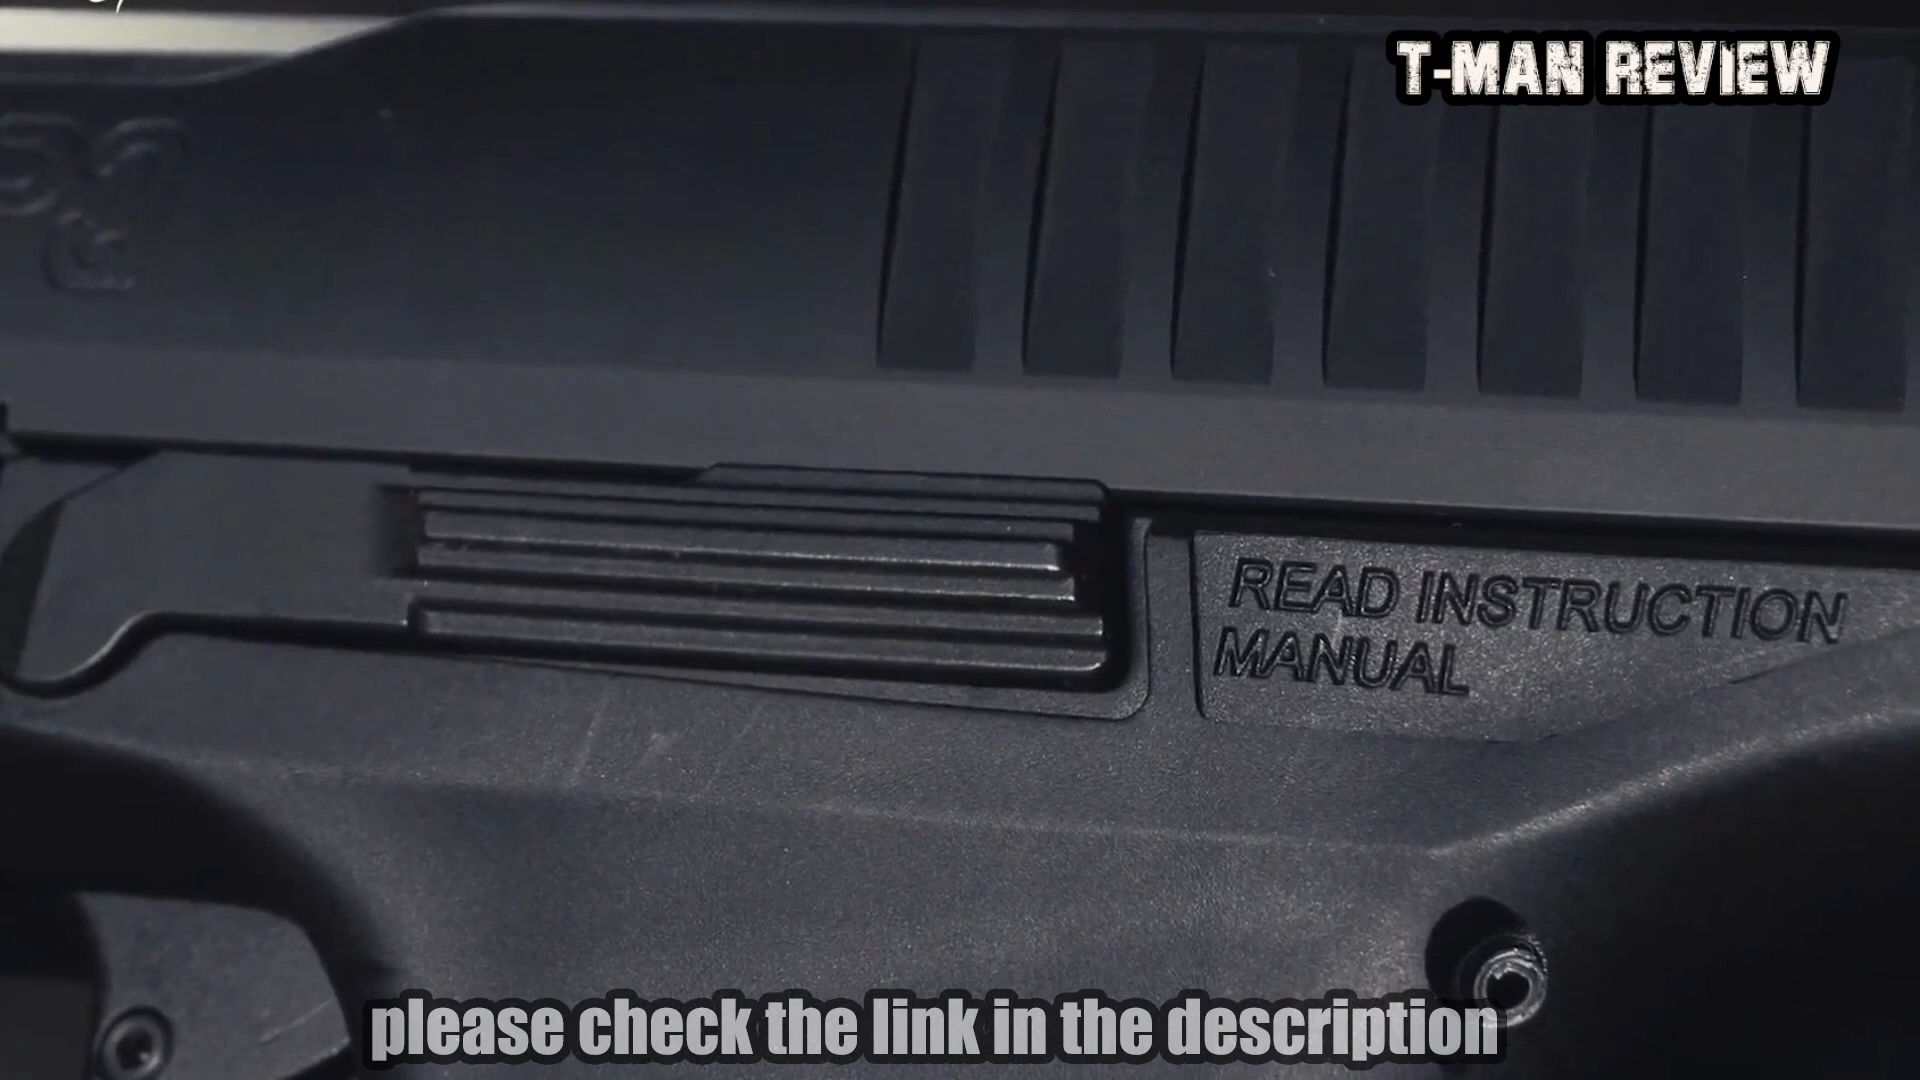 T-MAN REVIEW
READ INSTRUCTION
MANUAL
please check the link in the description